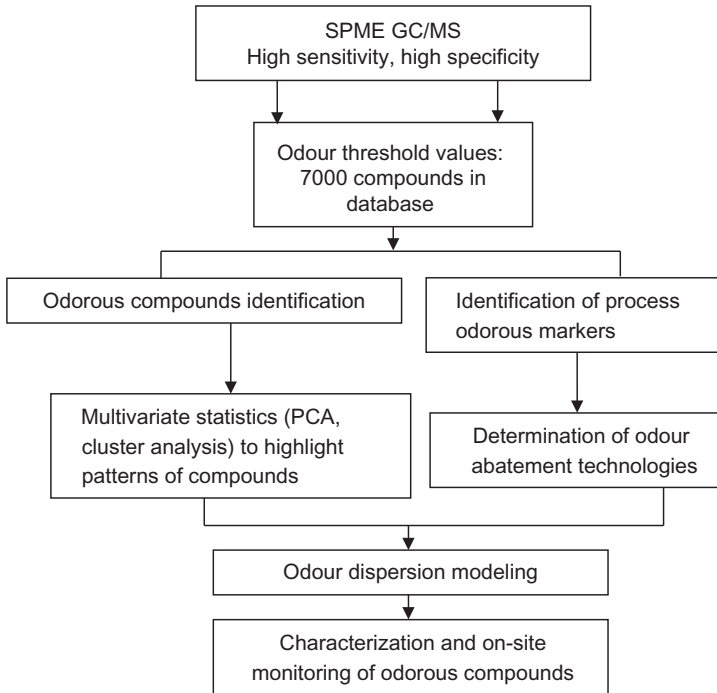 SPME GC/MS
High sensitivity, high specificity
Odour threshold values:
7000 compounds in
database
Odorous compounds identification
Identification of process
odorous markers
Multivariate statistics (PCA,
cluster analysis) to highlight
patterns of compounds
Determination of odour
abatement technologies
Odour dispersion modeling
Characterization and on-site
monitoring of odorous compounds